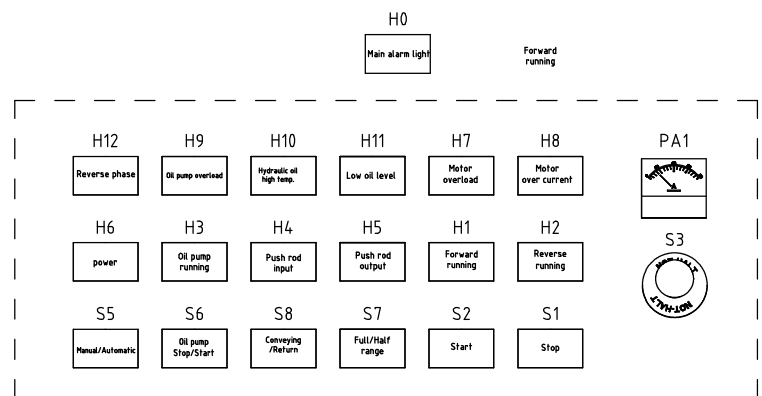 H0
Main alarm light
Forward
running
H12 H9 H10 H11 H7 H8 PA1
Reverse phase
Oil pump overload
Hydraulic oil
high temp.
Low oil level
Motor
overload
Motor
over current
H6 H3 H4 H5 H1 H2 S3
power
Oil pump
running
Push rod
input
Push rod
output
Forward
running
Reverse
running
NOT-HALT
S5 S6 S8 S7 S2 S1
Manual/Automatic
Oil pump
Stop/Start
Conveying
/Return
Full/Half
range
Start
Stop